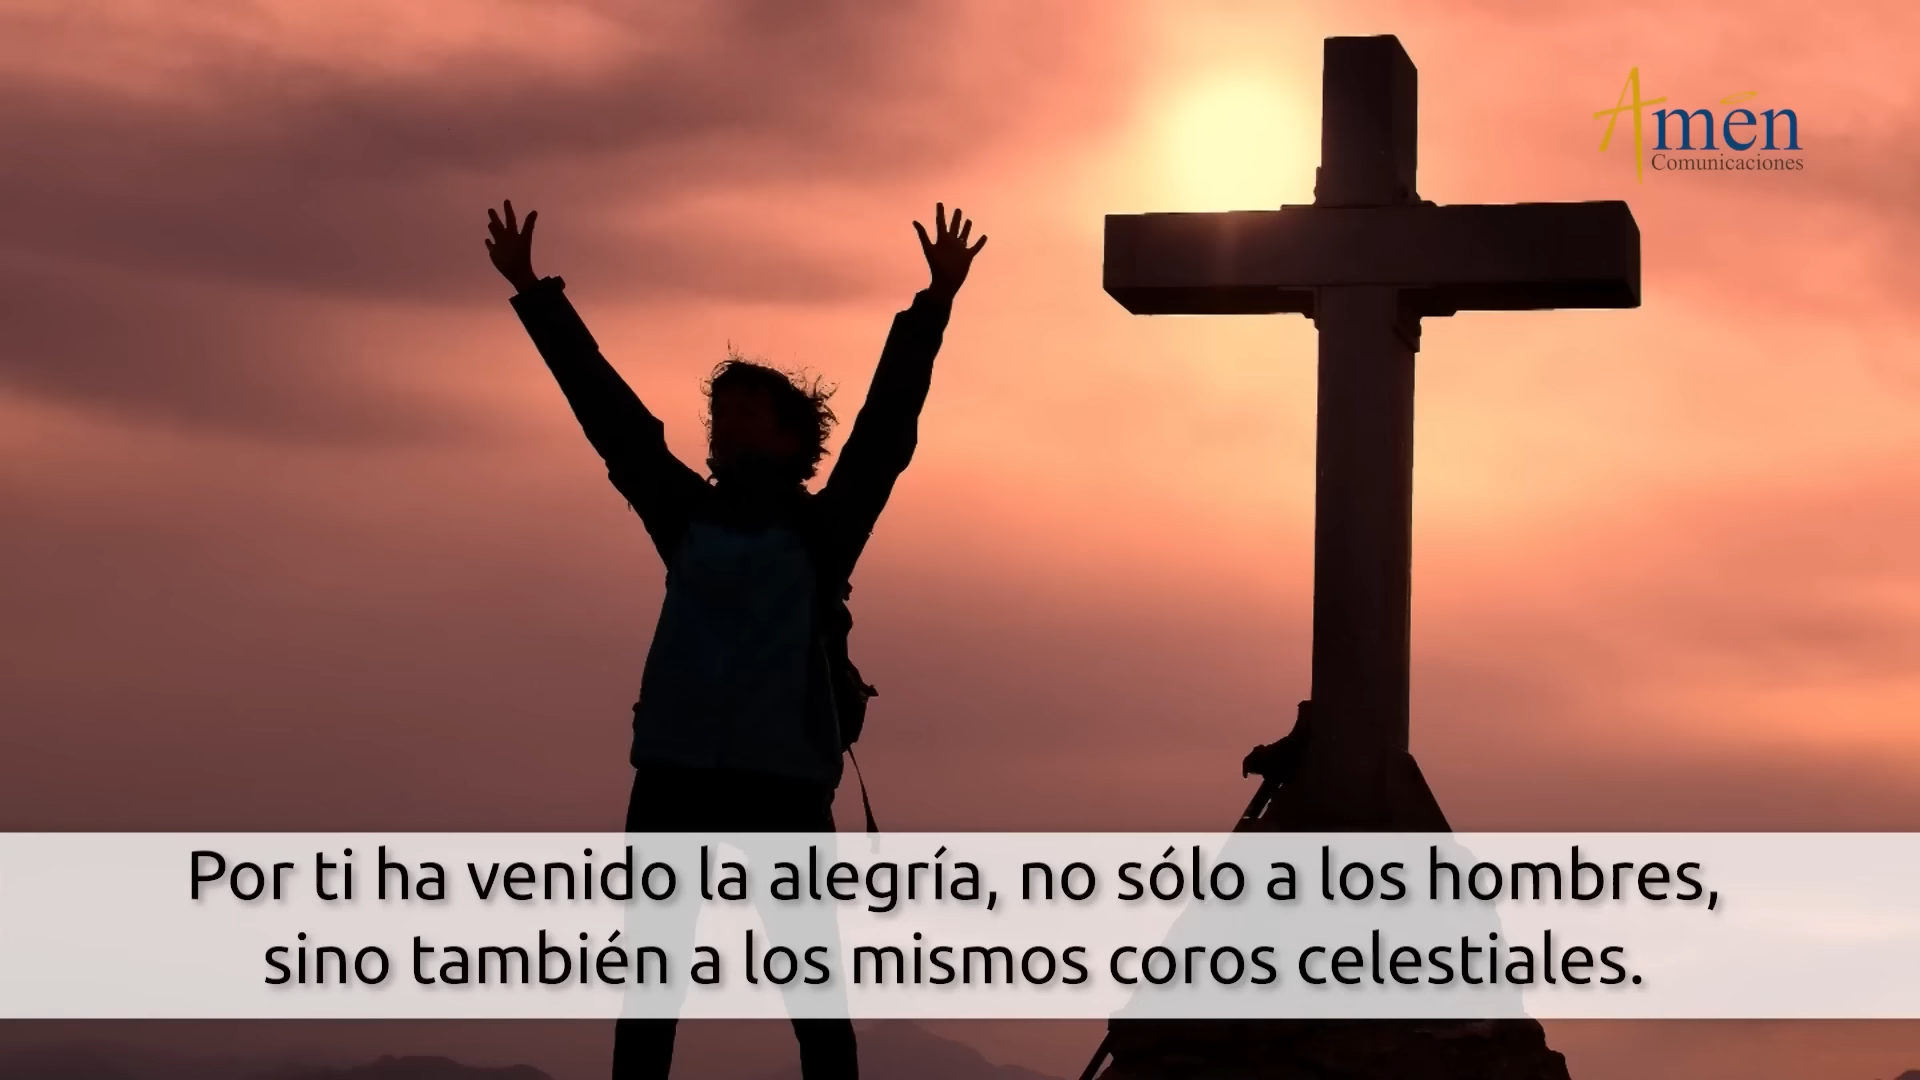 Amén
Comunicaciones
Por ti ha venido la alegría, no sólo a los hombres,
sino también a los mismos coros celestiales.